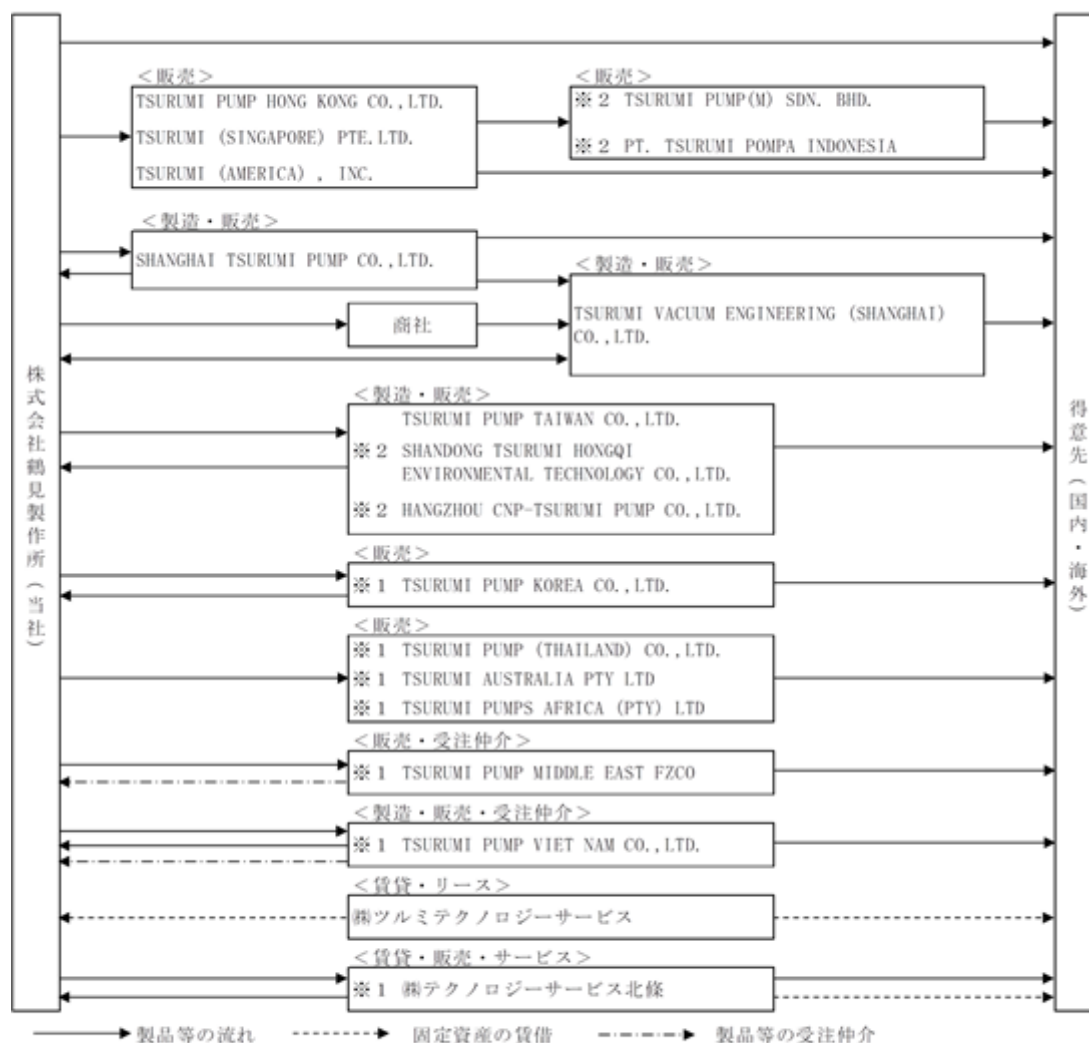 ＜販売＞
TSURUMI PUMP HONG KONG CO.,LTD.
TSURUMI (SINGAPORE) PTE.LTD.
TSURUMI (AMERICA) , INC.
＜販売＞
※２ TSURUMI PUMP(M) SDN. BHD.
※２ PT. TSURUMI POMPA INDONESIA
＜製造・販売＞
SHANGHAI TSURUMI PUMP CO.,LTD.
商社
＜製造・販売＞
TSURUMI VACUUM ENGINEERING (SHANGHAI)
CO.,LTD.
株式会社鶴見製作所（当社）
得意先（国内・海外）
＜製造・販売＞
TSURUMI PUMP TAIWAN CO.,LTD.
※２ SHANDONG TSURUMI HONGQI
ENVIRONMENTAL TECHNOLOGY CO.,LTD.
※２ HANGZHOU CNP-TSURUMI PUMP CO.,LTD.
＜販売＞
※１ TSURUMI PUMP KOREA CO.,LTD.
＜販売＞
※１ TSURUMI PUMP (THAILAND) CO.,LTD.
※１ TSURUMI AUSTRALIA PTY LTD
※１ TSURUMI PUMPS AFRICA (PTY) LTD
＜販売・受注仲介＞
※１ TSURUMI PUMP MIDDLE EAST FZCO
＜製造・販売・受注仲介＞
※１ TSURUMI PUMP VIET NAM CO.,LTD.
＜賃貸・リース＞
㈱ツルミテクノロジーサービス
＜賃貸・販売・サービス＞
※１ ㈱テクノロジーサービス北條
製品等の流れ 固定資産の賃借 製品等の受注仲介